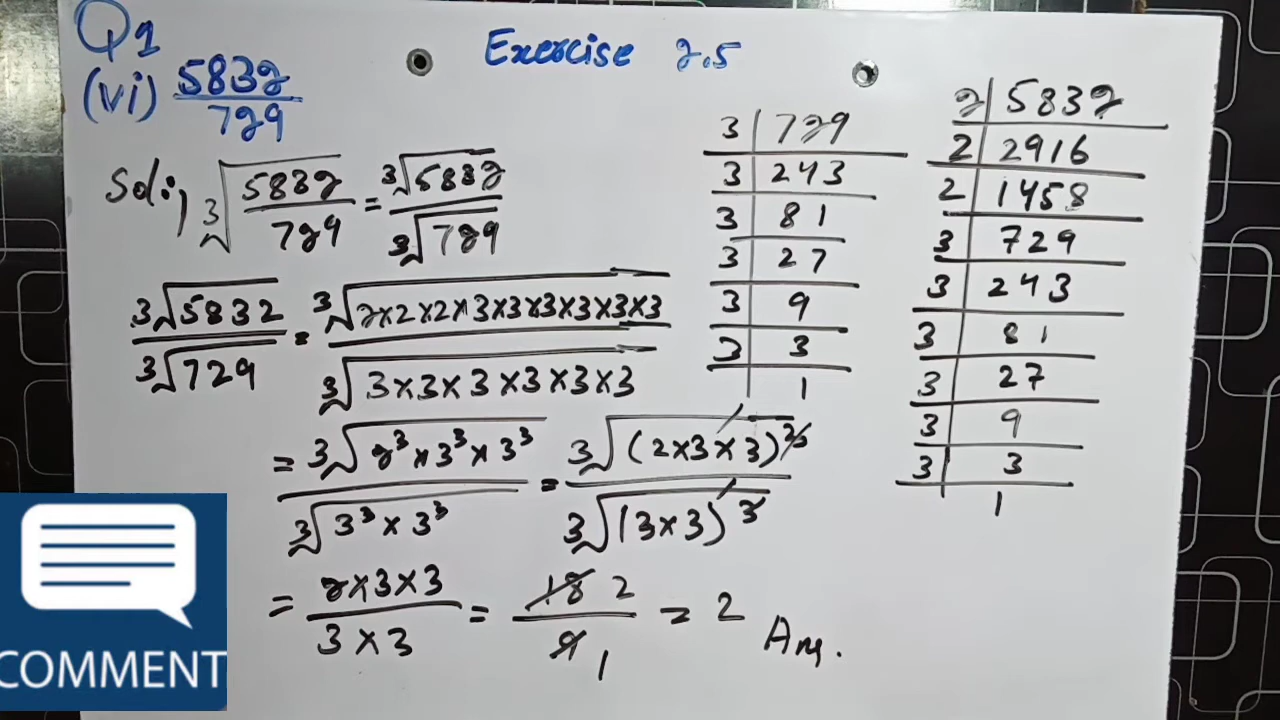 Q1
Exercise 2.5
(vi) 5832/729
Sol:, ∛(5832/729) = ∛5832/∛729
∛5832/∛729 = ∛(2×2×2×3×3×3×3×3×3)/∛(3×3×3×3×3×3)
= ∛(2³×3³×3³)/∛(3³×3³) = ∛((2×3×3)³)/∛((3×3)³)
= 2×3×3/3×3 = 18 2/9 1 = 2 Ans.
3 | 729
3 | 243
3 | 81
3 | 27
3 | 9
3 | 3
1
2 | 5832
2 | 2916
2 | 1458
3 | 729
3 | 243
3 | 81
3 | 27
3 | 9
3 | 3
1
COMMENT